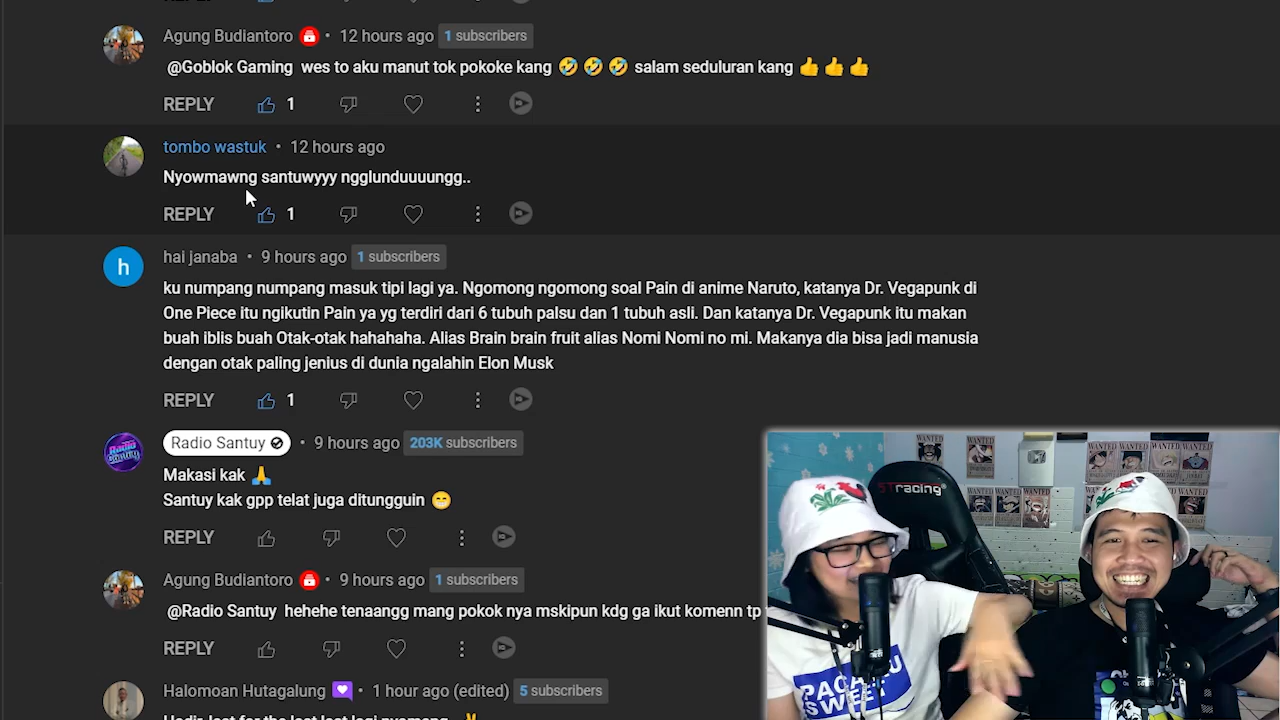 REPLY
Agung Budiantoro • 12 hours ago 1 subscribers
@Goblok Gaming wes to aku manut tok pokoke kang 🤣 🤣 🤣 salam seduluran kang 👍 👍 👍
REPLY 1
tombo wastuk • 12 hours ago
Nyowmawng santuwyyy ngglunduuuungg..
REPLY 1
h
hai janaba • 9 hours ago 1 subscribers
ku numpang numpang masuk tipi lagi ya. Ngomong ngomong soal Pain di anime Naruto, katanya Dr. Vegapunk di
One Piece itu ngikutin Pain ya yg terdiri dari 6 tubuh palsu dan 1 tubuh asli. Dan katanya Dr. Vegapunk itu makan
buah iblis buah Otak-otak hahahaha. Alias Brain brain fruit alias Nomi Nomi no mi. Makanya dia bisa jadi manusia
dengan otak paling jenius di dunia ngalahin Elon Musk
REPLY 1
Radio Santuy • 9 hours ago 203K subscribers
Makasi kak 🙏
Santuy kak gpp telat juga ditungguin 😁
REPLY
Agung Budiantoro • 9 hours ago 1 subscribers
@Radio Santuy hehehe tenaangg mang pokok nya mskipun kdg ga ikut komenn tp
REPLY
Halomoan Hutagalung • 1 hour ago (edited) 5 subscribers
WANTED
WANTED
WANTED
WANTED
WANTED
WANTED
STracing
SWEET